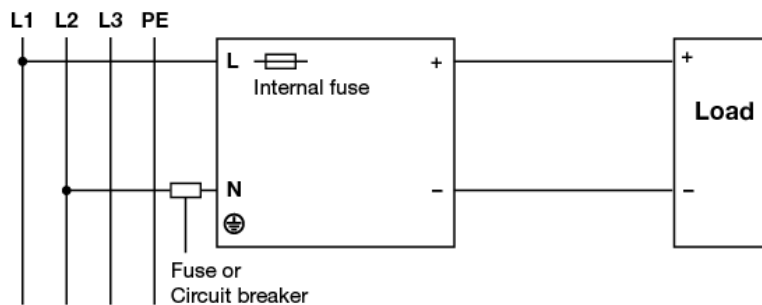 L1 L2 L3 PE
L
+
+
Internal fuse
Load
N
−
−
Fuse or
Circuit breaker